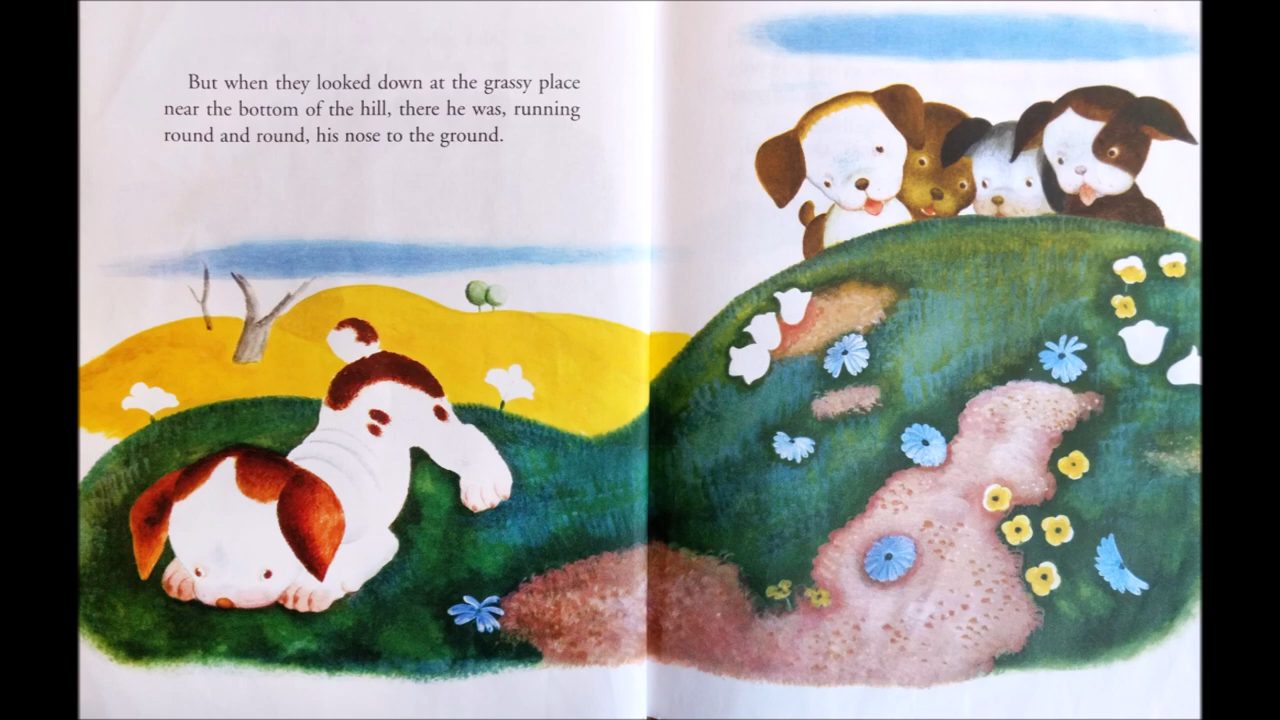 But when they looked down at the grassy place
near the bottom of the hill, there he was, running
round and round, his nose to the ground.